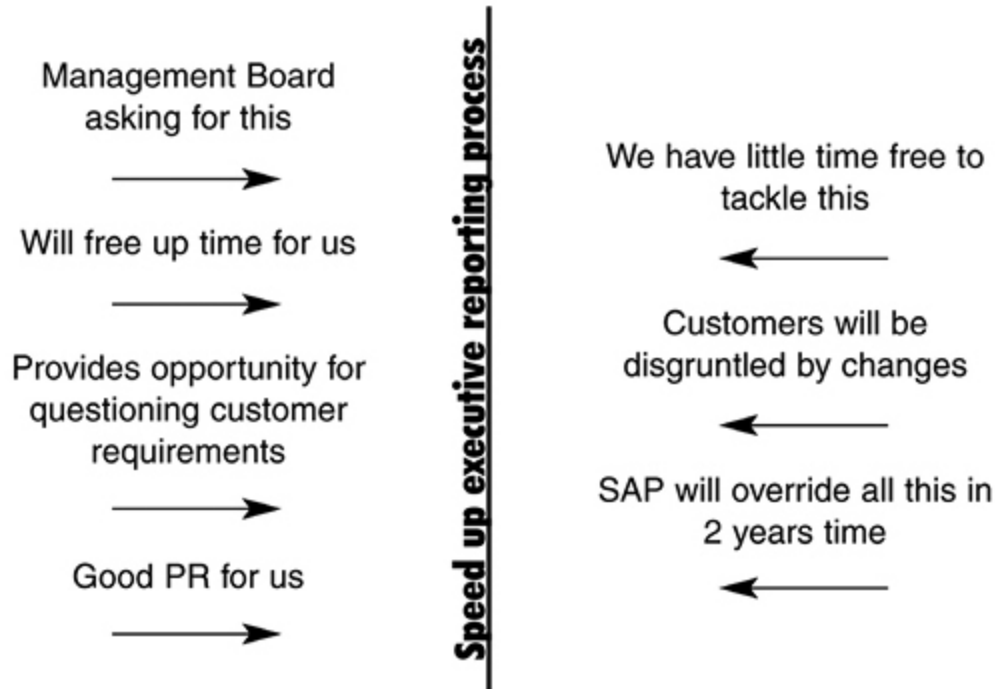 Management Board
asking for this
Will free up time for us
Provides opportunity for
questioning customer
requirements
Good PR for us
Speed up executive reporting process
We have little time free to
tackle this
Customers will be
disgruntled by changes
SAP will override all this in
2 years time